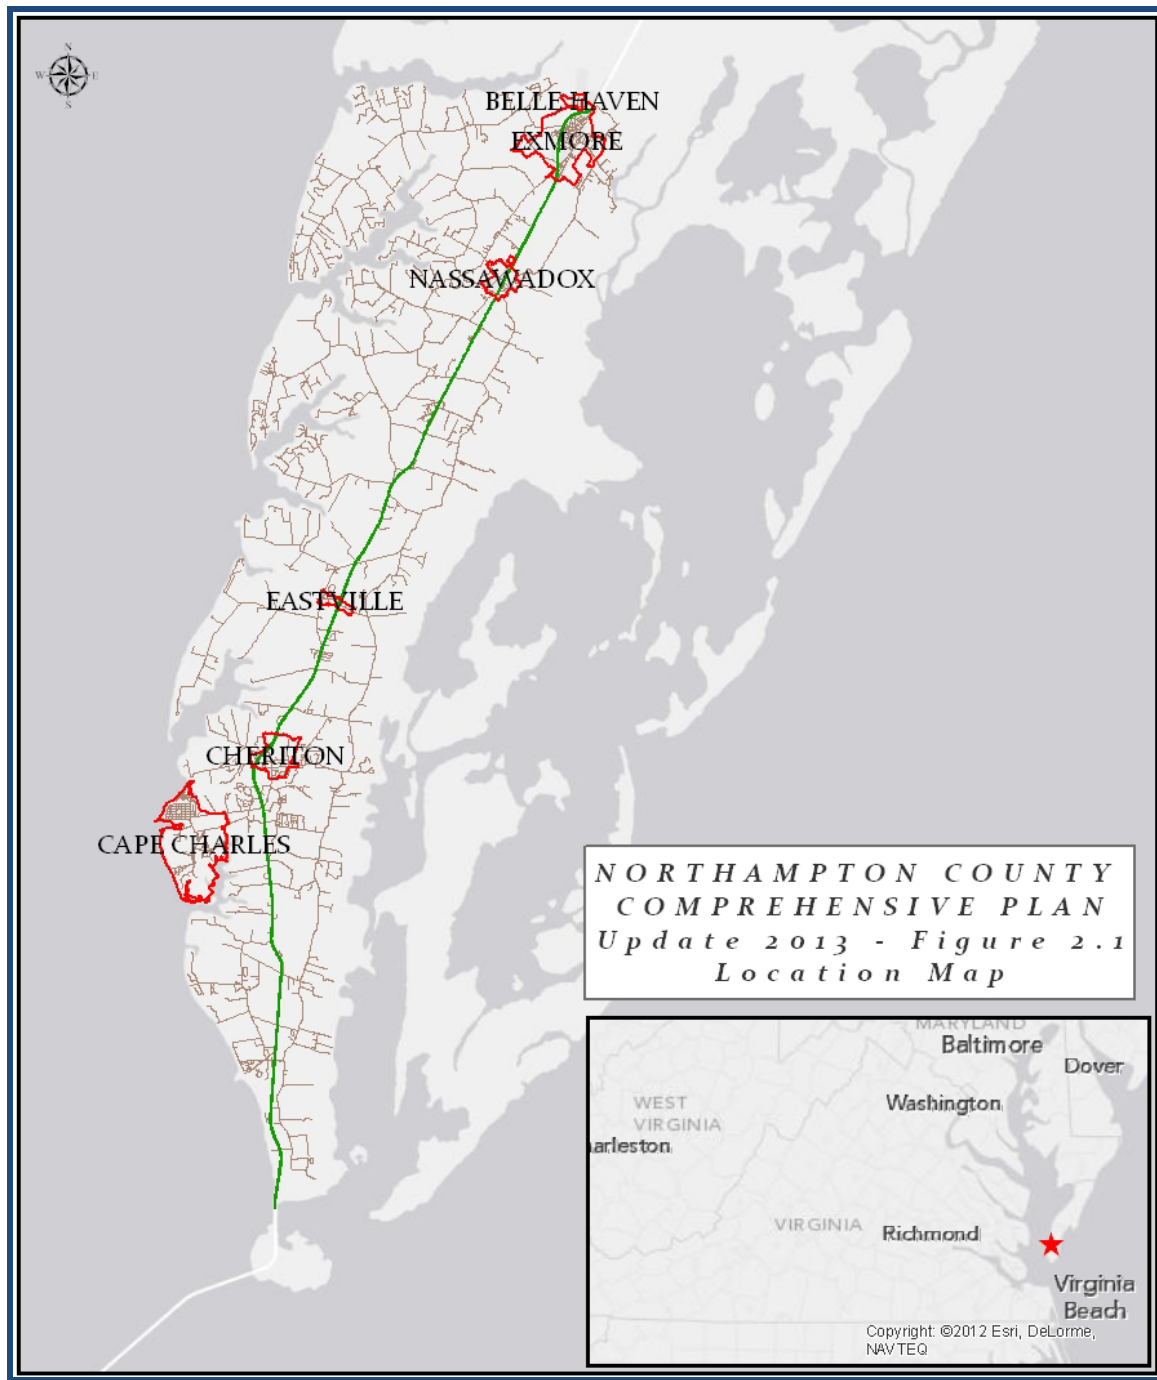 N
W E
S
BELLE HAVEN
EXMORE
NASSAWADOX
EASTVILLE
CHERITON
CAPE CHARLES
NORTHAMPTON COUNTY
COMPREHENSIVE PLAN
Update 2013 - Figure 2.1
Location Map
MARYLAND
Baltimore
Dover
WEST
VIRGINIA
Washington
arleston
VIRGINIA
Richmond
Virginia
Beach
Copyright: ©2012 Esri, DeLorme,
NAVTEQ